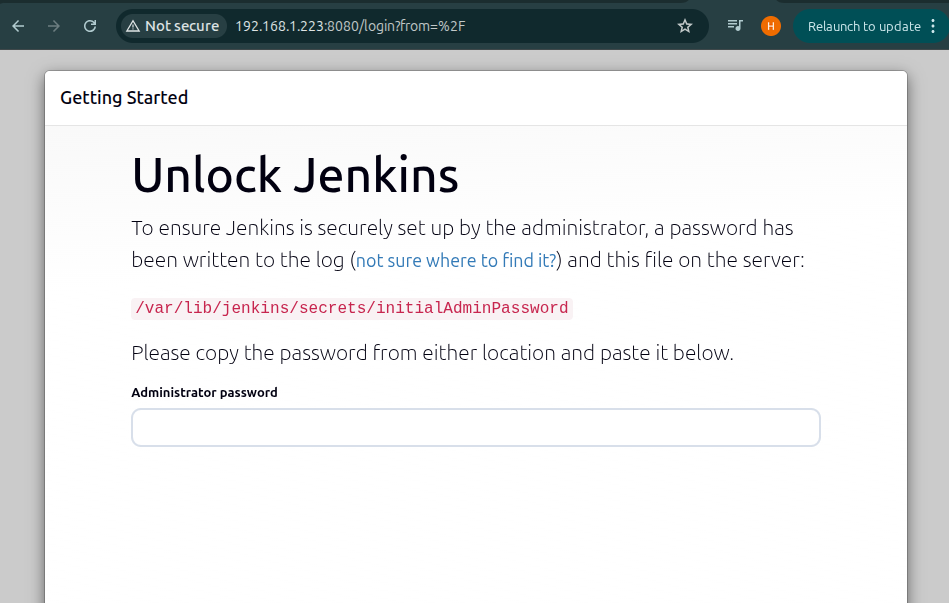 Not secure 192.168.1.223:8080/login?from=%2F H Relaunch to update
Getting Started
Unlock Jenkins
To ensure Jenkins is securely set up by the administrator, a password has
been written to the log (not sure where to find it?) and this file on the server:
/var/lib/jenkins/secrets/initialAdminPassword
Please copy the password from either location and paste it below.
Administrator password